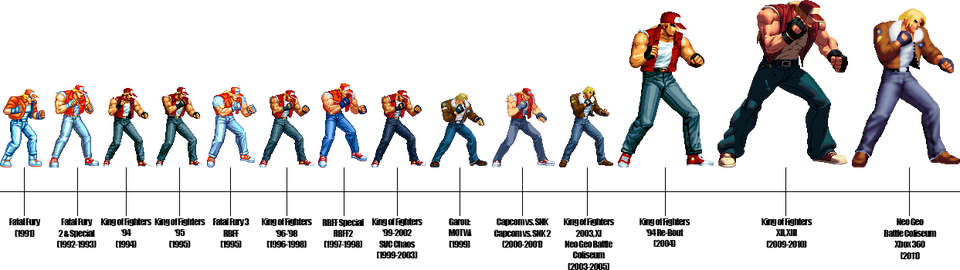 Fatal Fury
(1991)
Fatal Fury
2 & Special
(1992-1993)
King of Fighters
'94
(1994)
King of Fighters
'95
(1995)
Fatal Fury 3
RBFF
(1995)
King of Fighters
'96-'98
(1996-1998)
RBFF Special
RBFF2
(1997-1998)
King of Fighters
'99-2002
SVC Chaos
(1999-2003)
Garou:
MOTW
(1999)
Capcom vs. SNK
Capcom vs. SNK 2
(2000-2001)
King of Fighters
2003, XI
Neo Geo Battle
Coliseum
(2003-2005)
King of Fighters
'94 Re-Bout
(2004)
King of Fighters
XII, XIII
(2009-2010)
Neo Geo
Battle Coliseum
Xbox 360
(2011)